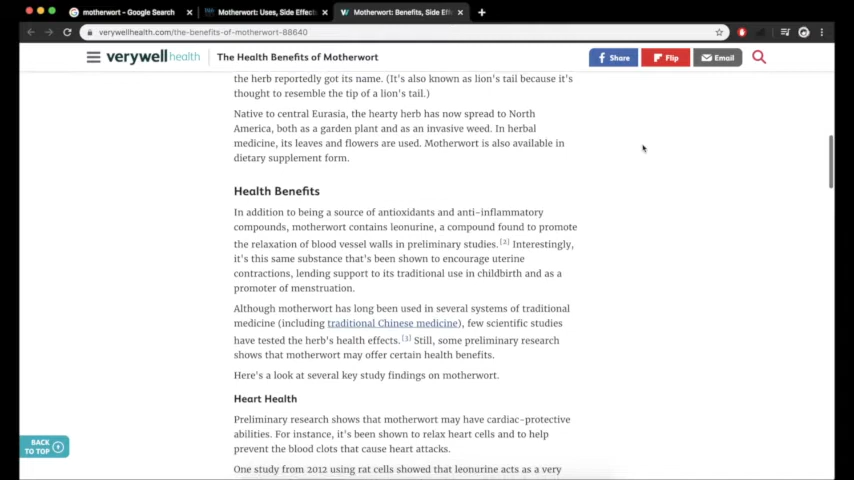 motherwort - Google Search
Motherwort: Uses, Side Effect
Motherwort: Benefits, Side Eff
verywellhealth.com/the-benefits-of-motherwort-88640
verywell health
The Health Benefits of Motherwort
Share
Flip
Email
the herb reportedly got its name. (It's also known as lion's tail because it's
thought to resemble the tip of a lion's tail.)
Native to central Eurasia, the hearty herb has now spread to North
America, both as a garden plant and as an invasive weed. In herbal
medicine, its leaves and flowers are used. Motherwort is also available in
dietary supplement form.
Health Benefits
In addition to being a source of antioxidants and anti-inflammatory
compounds, motherwort contains leonurine, a compound found to promote
the relaxation of blood vessel walls in preliminary studies.[2] Interestingly,
it's this same substance that's been shown to encourage uterine
contractions, lending support to its traditional use in childbirth and as a
promoter of menstruation.
Although motherwort has long been used in several systems of traditional
medicine (including traditional Chinese medicine), few scientific studies
have tested the herb's health effects.[3] Still, some preliminary research
shows that motherwort may offer certain health benefits.
Here's a look at several key study findings on motherwort.
Heart Health
Preliminary research shows that motherwort may have cardiac-protective
abilities. For instance, it's been shown to relax heart cells and to help
prevent the blood clots that cause heart attacks.
One study from 2012 using rat cells showed that leonurine acts as a very
BACK
TO TOP